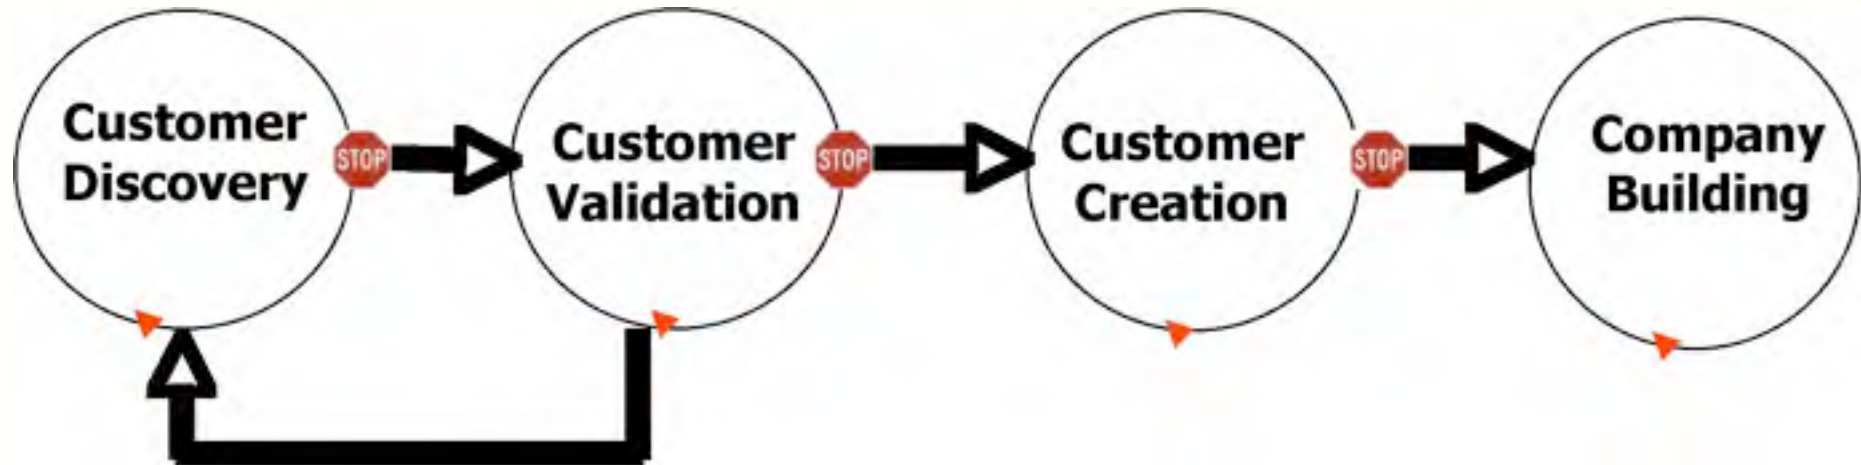 Customer
Discovery
STOP
Customer
Validation
STOP
Customer
Creation
STOP
Company
Building